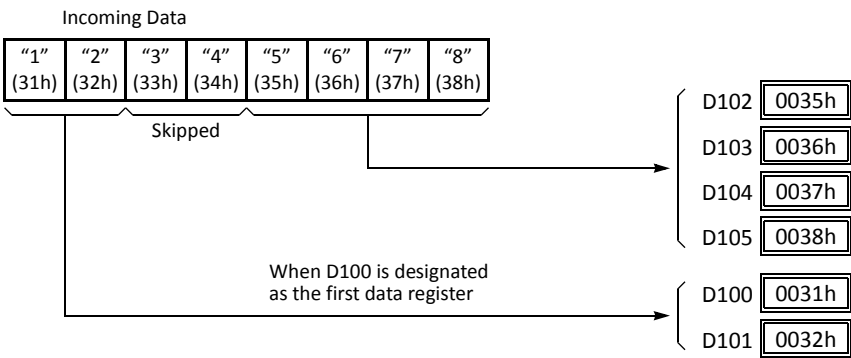 Incoming Data
“1” “2” “3” “4” “5” “6” “7” “8”
(31h) (32h) (33h) (34h) (35h) (36h) (37h) (38h)
Skipped
D102 0035h
D103 0036h
D104 0037h
D105 0038h
When D100 is designated
as the first data register
D100 0031h
D101 0032h